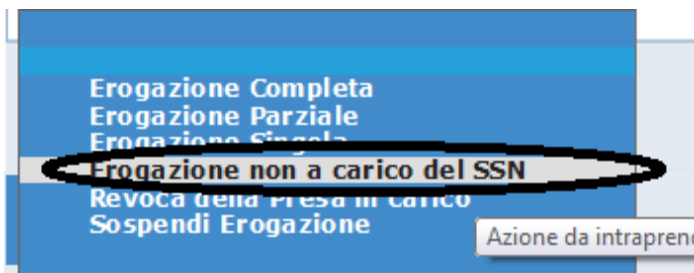 Erogazione Completa
Erogazione Parziale
Erogazione Singola
Erogazione non a carico del SSN
Revoca della Presa in carico
Sospendi Erogazione
Azione da intraprend